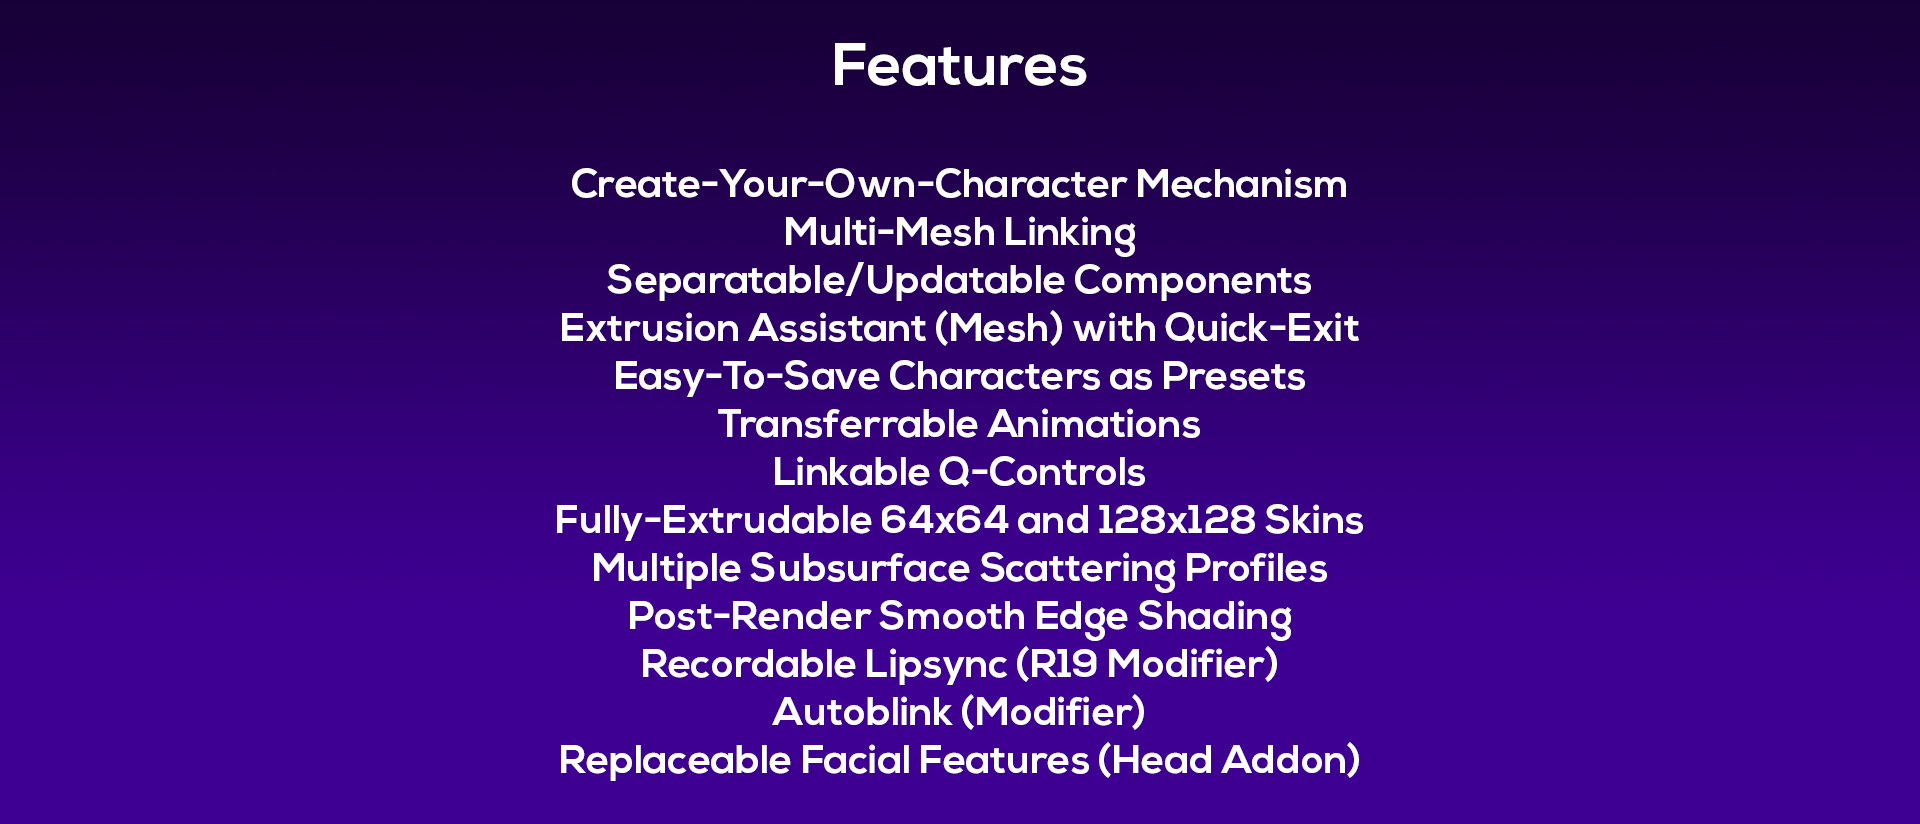 Features
Create-Your-Own-Character Mechanism
Multi-Mesh Linking
Separatable/Updatable Components
Extrusion Assistant (Mesh) with Quick-Exit
Easy-To-Save Characters as Presets
Transferrable Animations
Linkable Q-Controls
Fully-Extrudable 64x64 and 128x128 Skins
Multiple Subsurface Scattering Profiles
Post-Render Smooth Edge Shading
Recordable Lipsync (R19 Modifier)
Autoblink (Modifier)
Replaceable Facial Features (Head Addon)